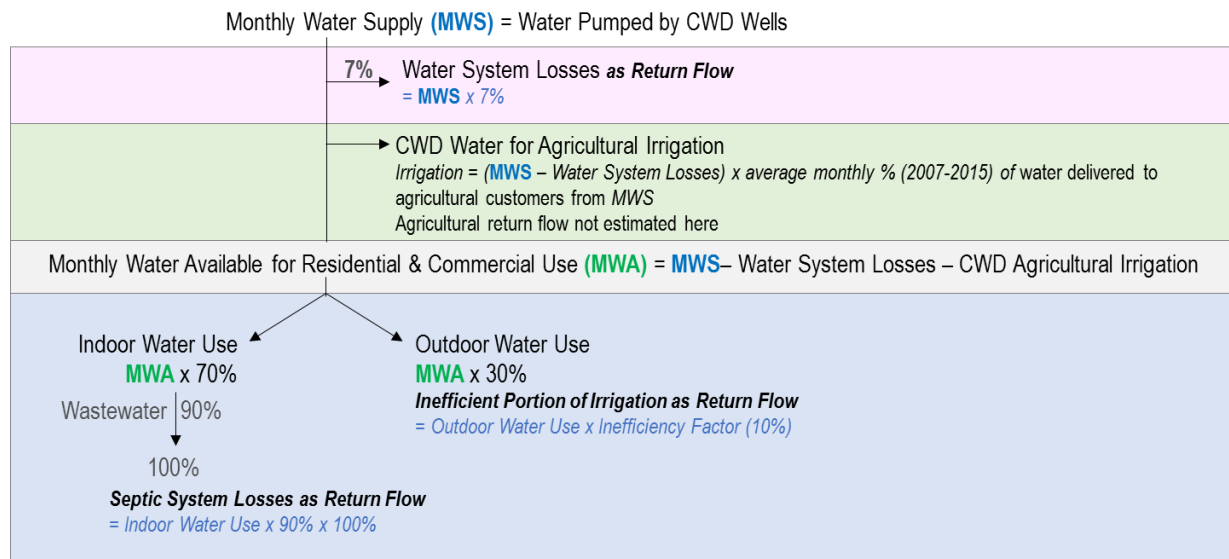 Monthly Water Supply (MWS) = Water Pumped by CWD Wells
7%
Water System Losses as Return Flow
= MWS x 7%
CWD Water for Agricultural Irrigation
Irrigation = (MWS – Water System Losses) x average monthly % (2007-2015) of water delivered to
agricultural customers from MWS
Agricultural return flow not estimated here
Monthly Water Available for Residential & Commercial Use (MWA) = MWS– Water System Losses – CWD Agricultural Irrigation
Indoor Water Use
MWA x 70%
Wastewater 90%
100%
Septic System Losses as Return Flow
= Indoor Water Use x 90% x 100%
Outdoor Water Use
MWA x 30%
Inefficient Portion of Irrigation as Return Flow
= Outdoor Water Use x Inefficiency Factor (10%)